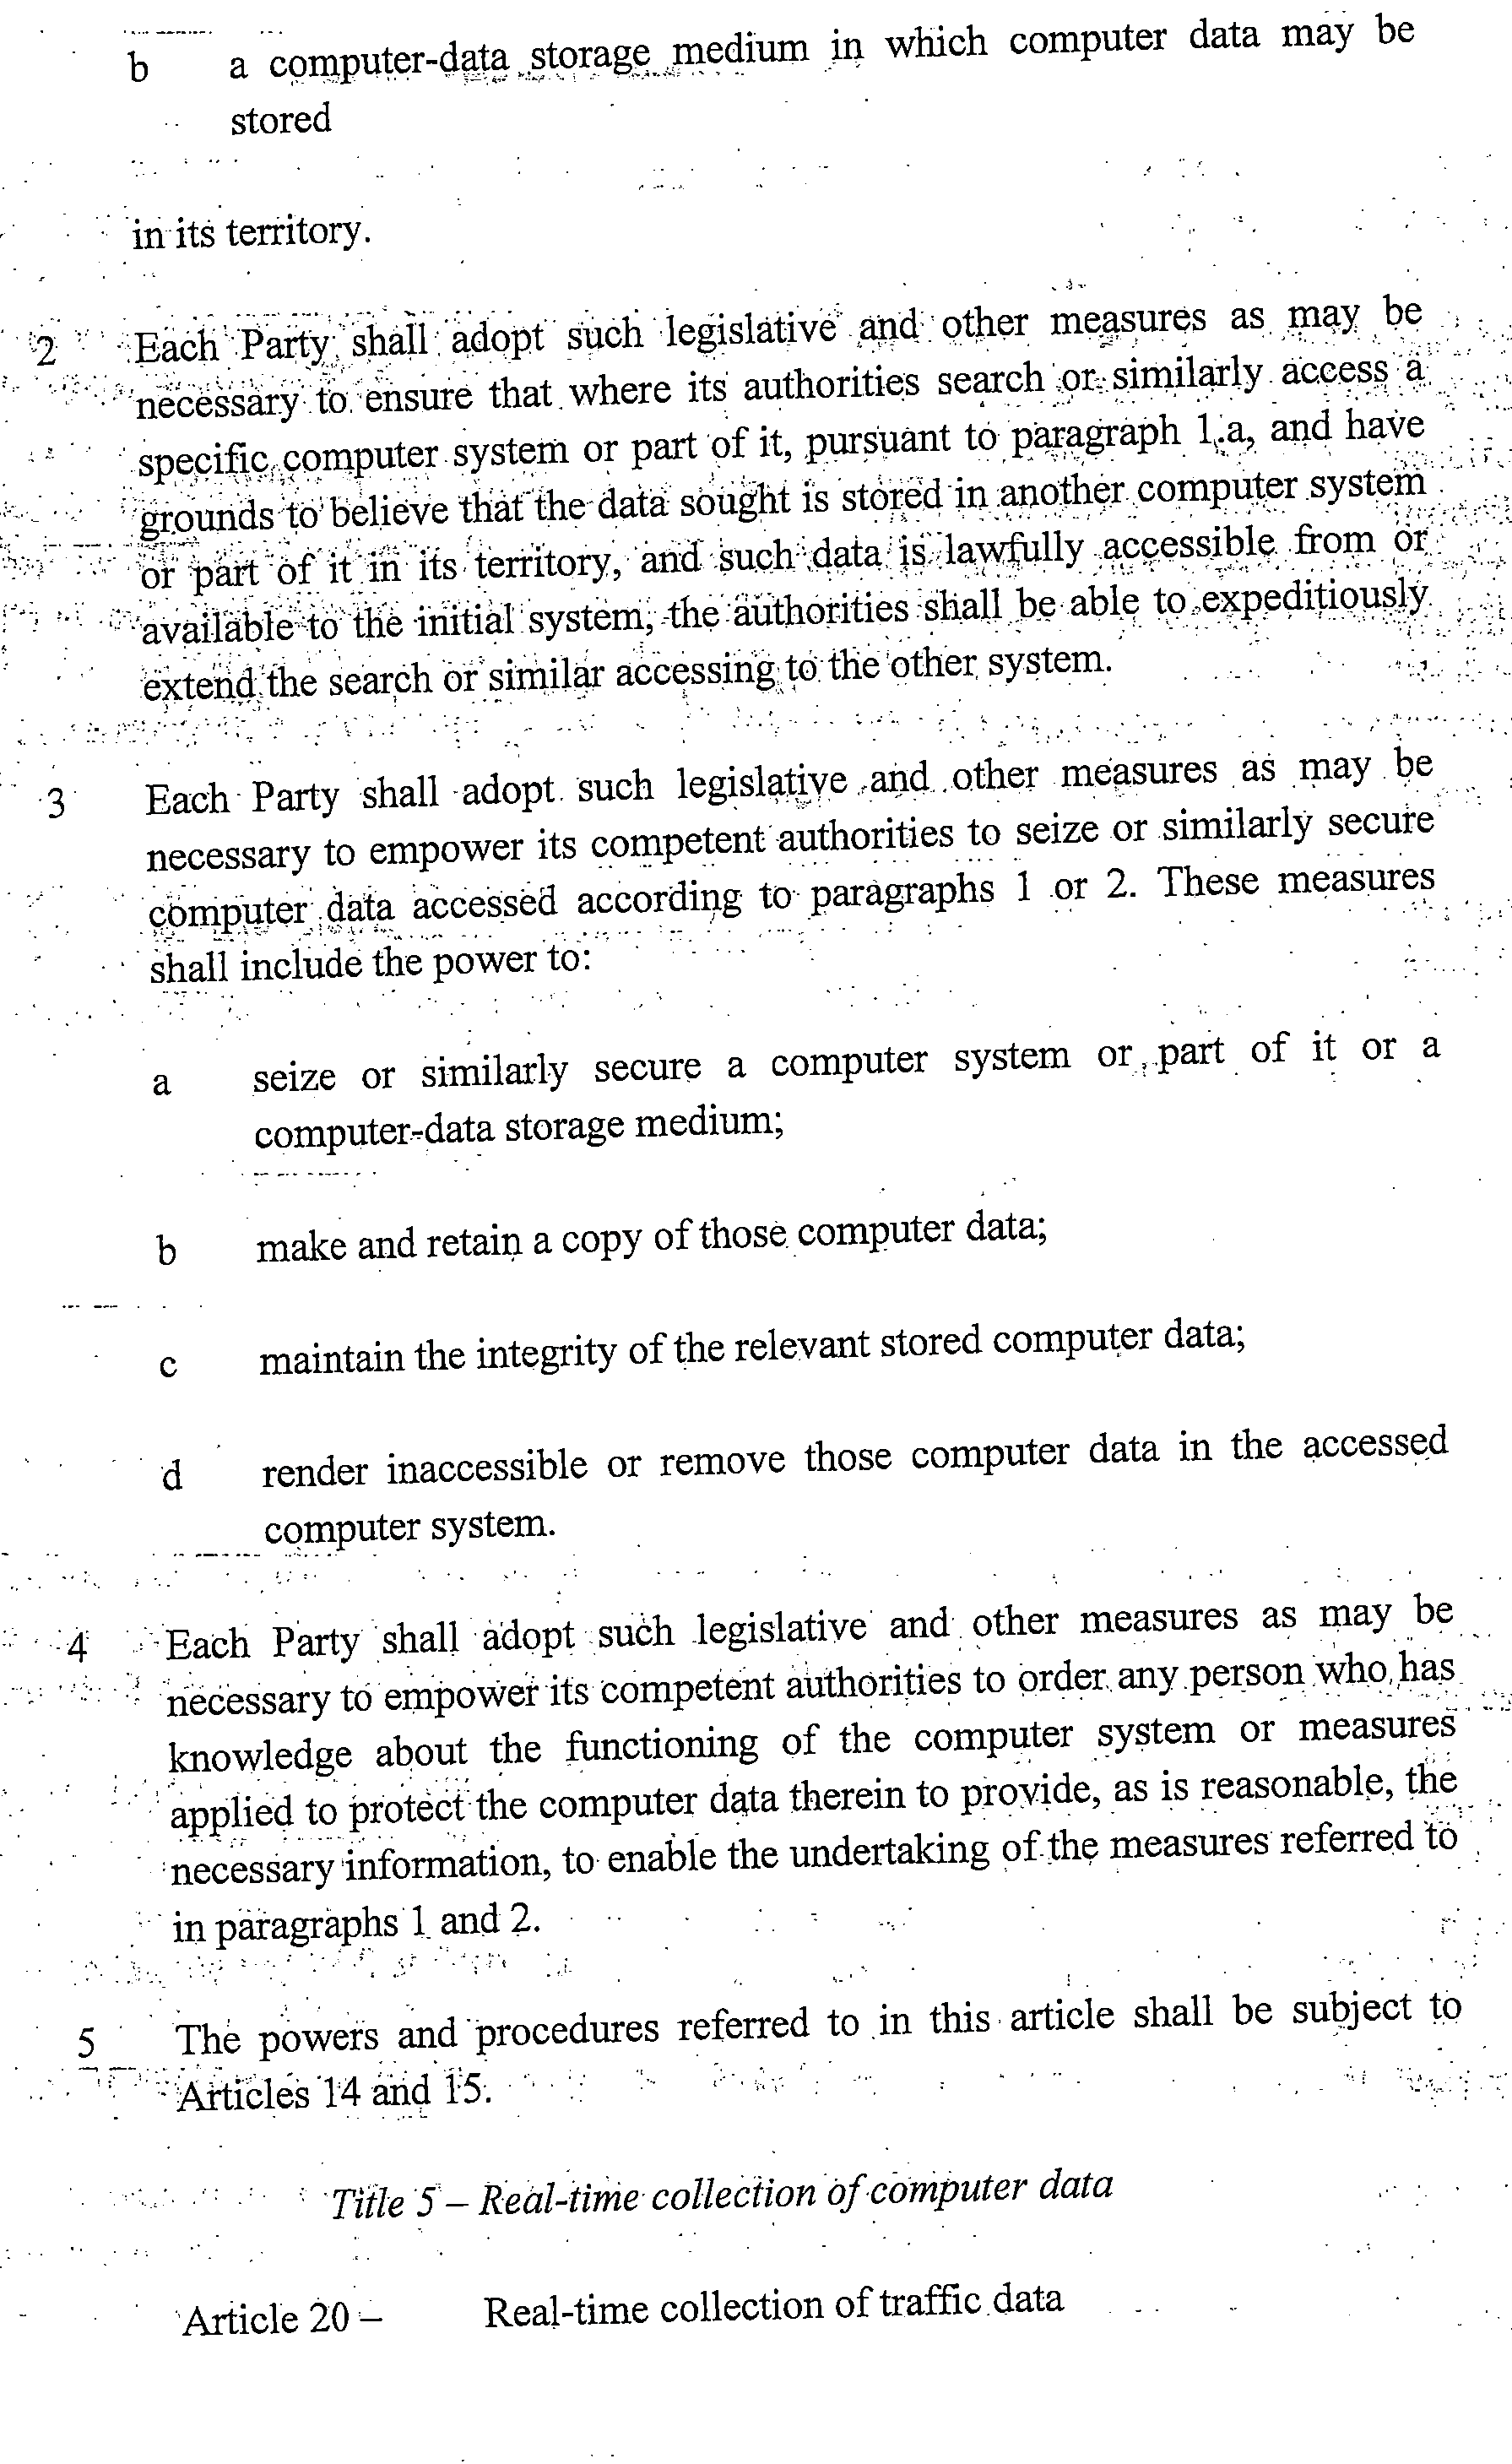 b a computer-data storage medium in which computer data may be
stored
in its territory.
2 Each Party shall adopt such legislative and other measures as may be
necessary to ensure that where its authorities search or similarly access a
specific computer system or part of it, pursuant to paragraph 1.a, and have
grounds to believe that the data sought is stored in another computer system
or part of it in its territory, and such data is lawfully accessible from or
available to the initial system, the authorities shall be able to expeditiously
extend the search or similar accessing to the other system.
3 Each Party shall adopt such legislative and other measures as may be
necessary to empower its competent authorities to seize or similarly secure
computer data accessed according to paragraphs 1 or 2. These measures
shall include the power to:
a seize or similarly secure a computer system or part of it or a
computer-data storage medium;
b make and retain a copy of those computer data;
c maintain the integrity of the relevant stored computer data;
d render inaccessible or remove those computer data in the accessed
computer system.
4 Each Party shall adopt such legislative and other measures as may be
necessary to empower its competent authorities to order any person who has
knowledge about the functioning of the computer system or measures
applied to protect the computer data therein to provide, as is reasonable, the
necessary information, to enable the undertaking of the measures referred to
in paragraphs 1 and 2.
5 The powers and procedures referred to in this article shall be subject to
Articles 14 and 15.
Title 5 – Real-time collection of computer data
Article 20 – Real-time collection of traffic data